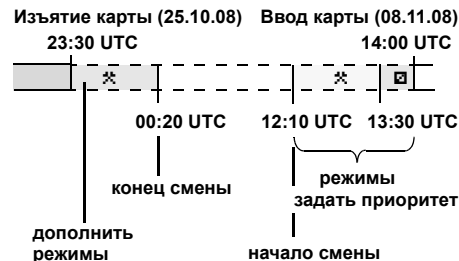 Изъятие карты (25.10.08) Ввод карты (08.11.08)
23:30 UTC 14:00 UTC
00:20 UTC 12:10 UTC 13:30 UTC
конец смены
режимы
задать приоритет
дополнить
режимы
начало смены